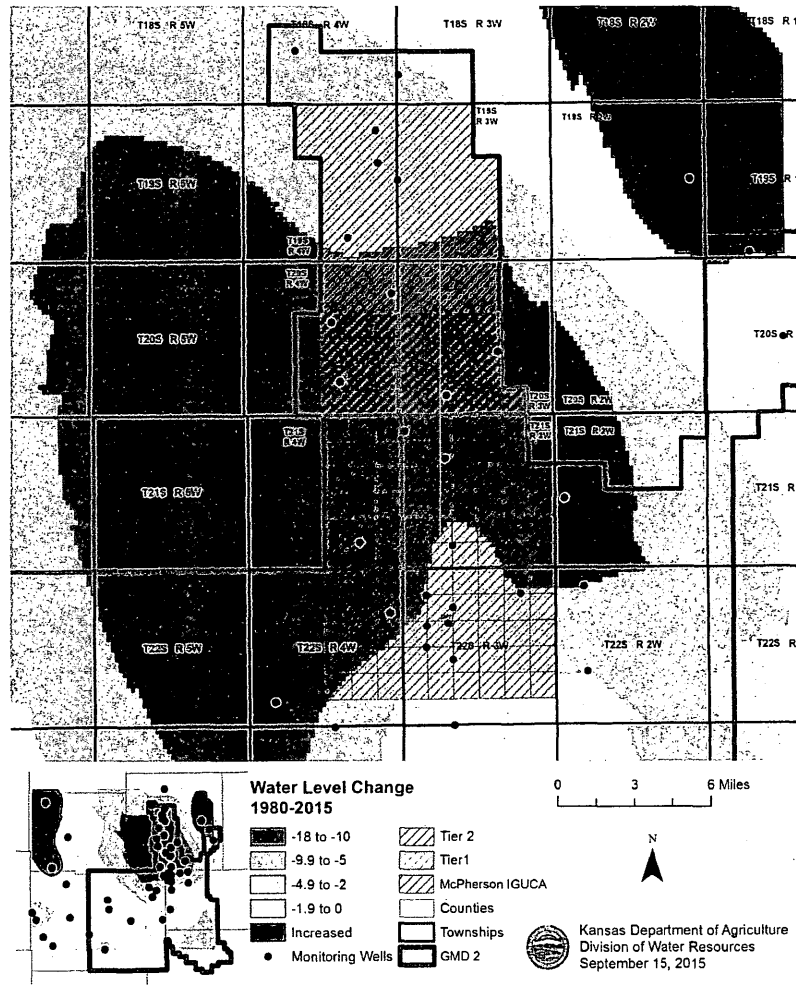 T18S R 5W
T18S R 4W
T18S R 3W
T18S R 2W
T18S R 1
T19S
R 3W
T19S R 2W
T19S R 5W
T19S R
T19S
R 4W
T20S
R 4W
T20S R 5W
T20S R
T20S
R 3W
T20S R 2W
T21S
R 4W
T21S
R 3W
T21S R 2W
T21S R 5W
T21S R
T22S R 5W
T22S R 4W
T22S R 3W
T22S R 2W
T22S R
Water Level Change
1980-2015
-18 to -10
-9.9 to -5
-4.9 to -2
-1.9 to 0
Increased
Monitoring Wells
Tier 2
Tier1
McPherson IGUCA
Counties
Townships
GMD 2
0 3 6 Miles
N
Kansas Department of Agriculture
Division of Water Resources
September 15, 2015